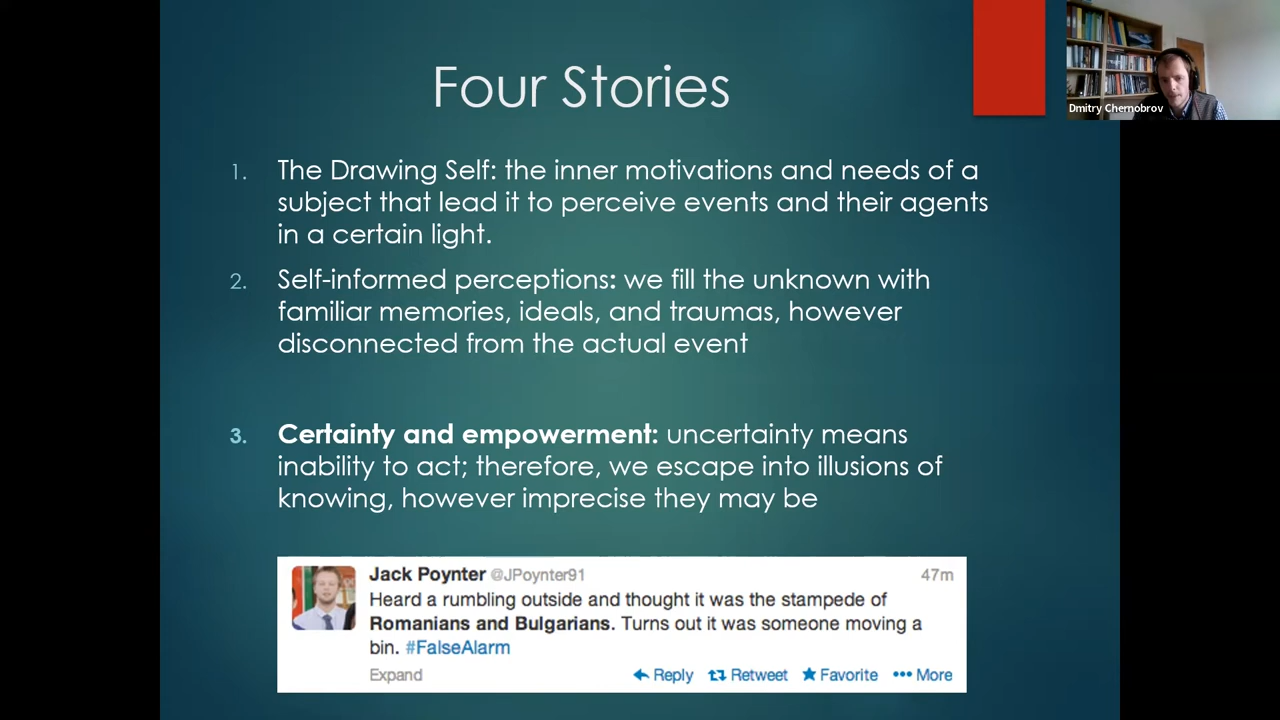 Four Stories
Dmitry Chernobrov
1. The Drawing Self: the inner motivations and needs of a
subject that lead it to perceive events and their agents
in a certain light.
2. Self-informed perceptions: we fill the unknown with
familiar memories, ideals, and traumas, however
disconnected from the actual event
3. Certainty and empowerment: uncertainty means
inability to act; therefore, we escape into illusions of
knowing, however imprecise they may be
Jack Poynter @JPoynter91 47m
Heard a rumbling outside and thought it was the stampede of
Romanians and Bulgarians. Turns out it was someone moving a
bin. #FalseAlarm
Expand Reply Retweet Favorite More